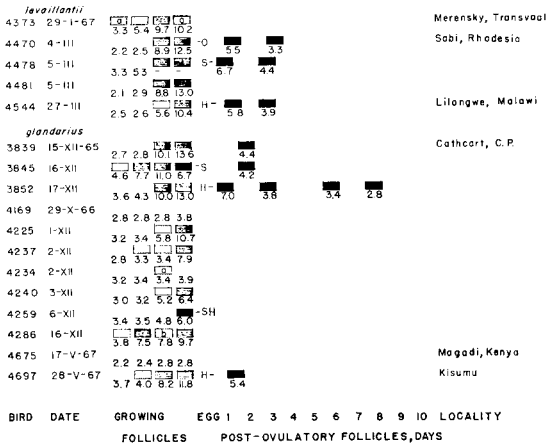 levaillantii
4373 29-I-67 a a Merensky, Transvaal
3.3 5.4 9.7 10.2
4470 4-III -O Sabi, Rhodesia
2.2 2.5 8.9 12.5 5.5 3.3
4478 5-III S-
3.3 5.3 - - 6.7 4.4
4481 5-III
2.1 2.9 8.8 13.0
4544 27-III H- Lilongwe, Malawi
2.5 2.6 5.6 10.4 5.8 3.9
glandarius
3839 15-XII-65 Cathcart, C.P.
2.7 2.8 10.1 13.6 4.4
3845 16-XII -S
4.6 7.7 11.0 6.7 4.2
3852 17-XII H-
3.6 4.3 10.0 13.0 7.0 3.8 3.4 2.8
4169 29-X-66
2.8 2.8 2.8 3.8
4225 1-XII
3.2 3.4 5.8 10.7
4237 2-XII
2.8 3.3 3.4 7.9
4234 2-XII a
3.2 3.4 3.4 3.9
4240 3-XII
3.0 3.2 5.2 6.4
4259 6-XII -SH
3.4 3.5 4.8 6.0
4286 16-XII b
3.8 7.5 7.8 9.7
4675 17-V-67 Magadi, Kenya
2.2 2.4 2.8 2.8
4697 28-V-67 H- Kisumu
3.7 4.0 8.2 11.8 5.4
BIRD DATE GROWING EGG 1 2 3 4 5 6 7 8 9 10 LOCALITY
FOLLICLES POST-OVULATORY FOLLICLES, DAYS